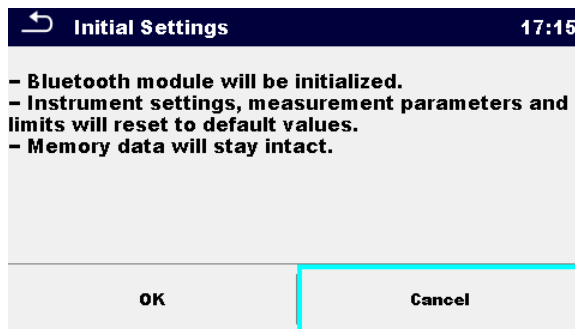 Initial Settings 17:15
– Bluetooth module will be initialized.
– Instrument settings, measurement parameters and
limits will reset to default values.
– Memory data will stay intact.
OK Cancel